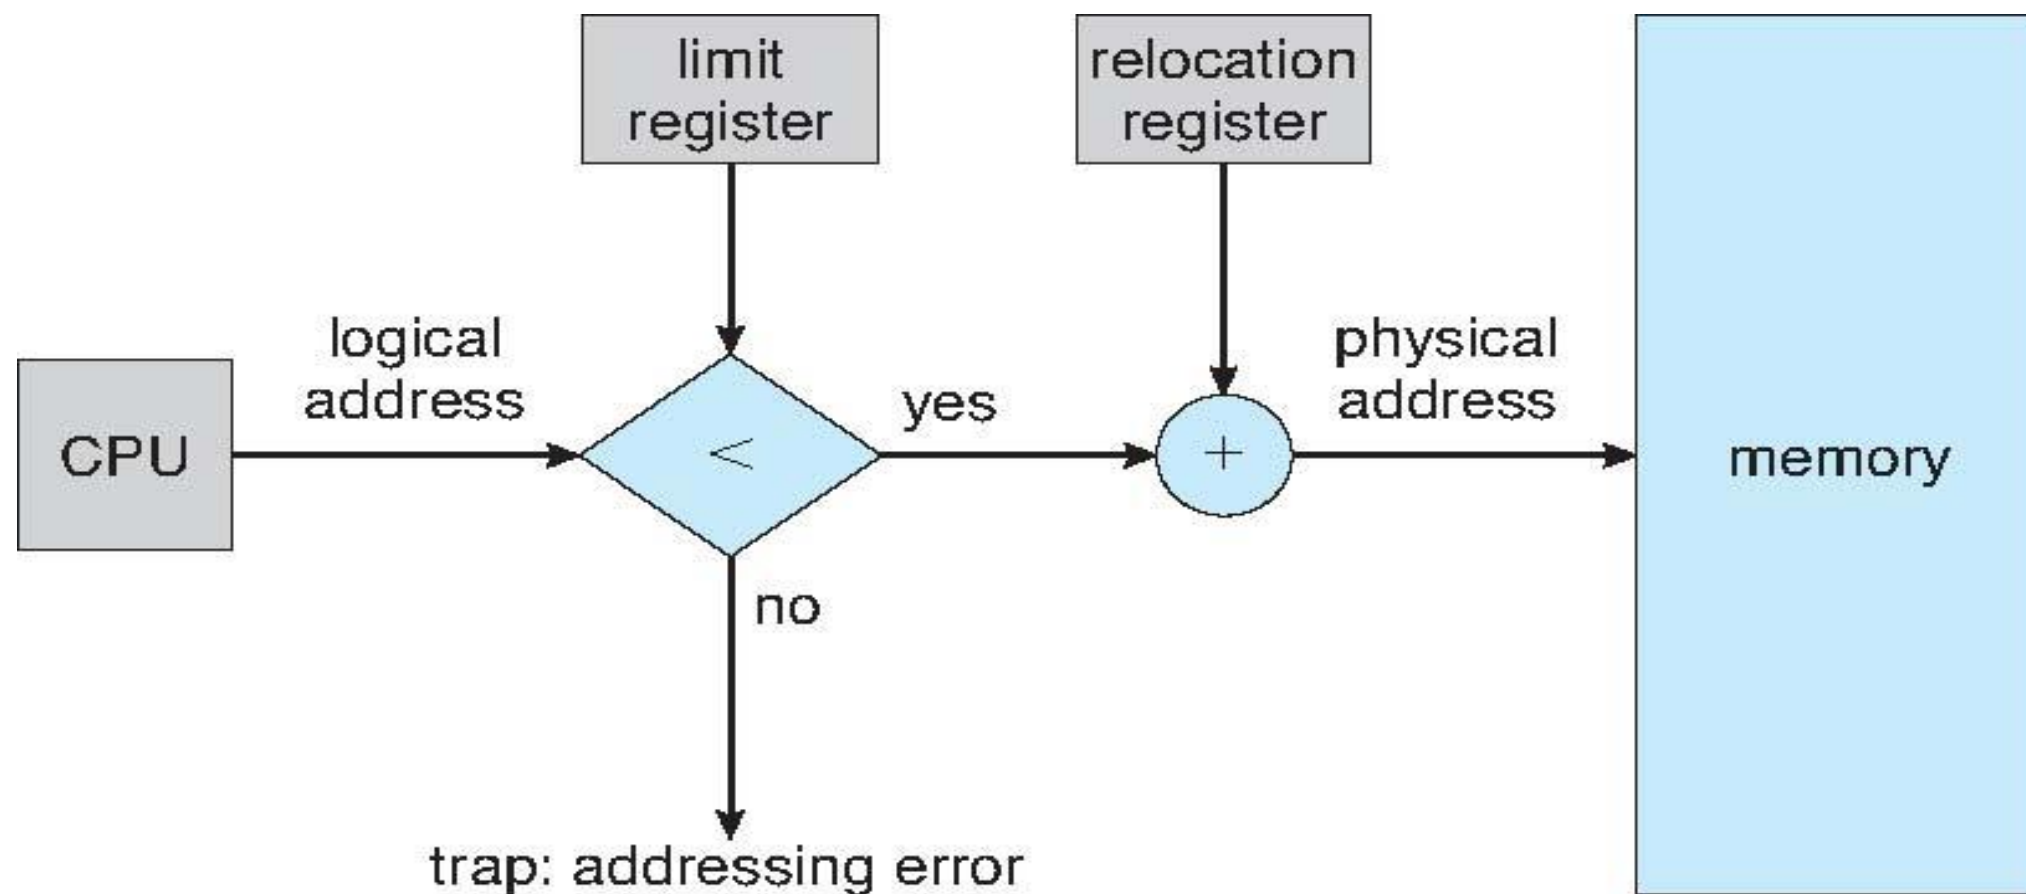 limit
register
relocation
register
logical
address
physical
address
CPU
<
yes
+
memory
no
trap: addressing error